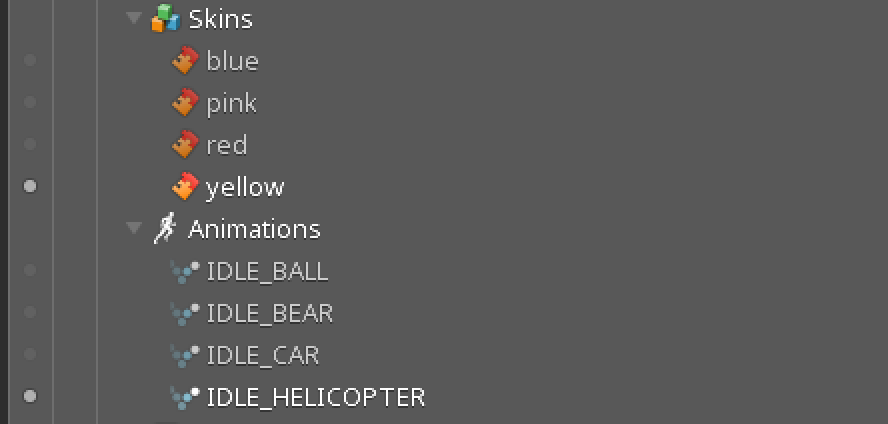 Skins
blue
pink
red
yellow
Animations
IDLE_BALL
IDLE_BEAR
IDLE_CAR
IDLE_HELICOPTER